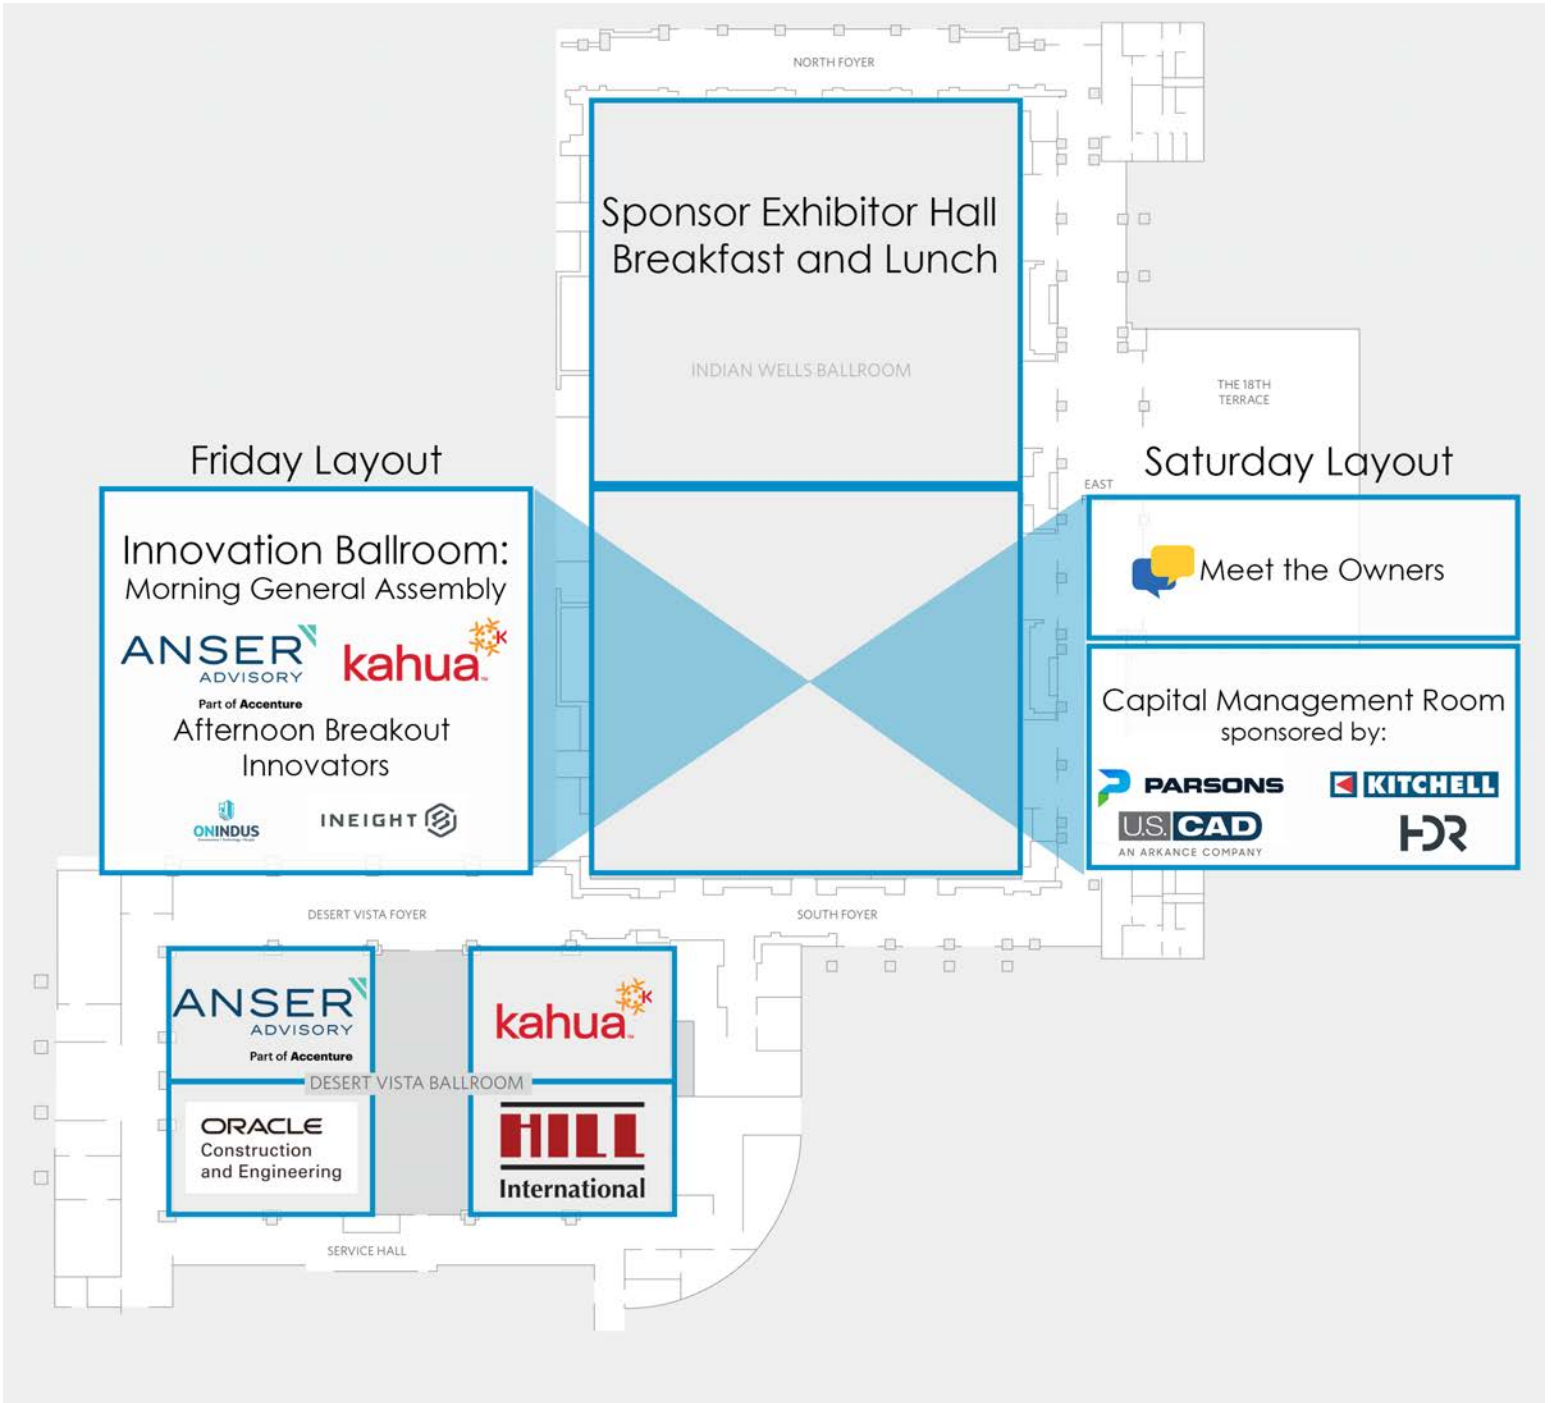 NORTH FOYER
Sponsor Exhibitor Hall
Breakfast and Lunch
INDIAN WELLS BALLROOM
THE 18TH
TERRACE
Friday Layout
Innovation Ballroom:
Morning General Assembly
ANSER
ADVISORY
Part of Accenture
kahua
K
Afternoon Breakout
Innovators
ONINDUS
INEIGHT
EAST
Saturday Layout
Meet the Owners
Capital Management Room
sponsored by:
PARSONS
KITCHELL
U.S. CAD
AN ARKANCE COMPANY
HDR
DESERT VISTA FOYER
SOUTH FOYER
ANSER
ADVISORY
Part of Accenture
kahua
K
DESERT VISTA BALLROOM
ORACLE
Construction
and Engineering
HILL
International
SERVICE HALL